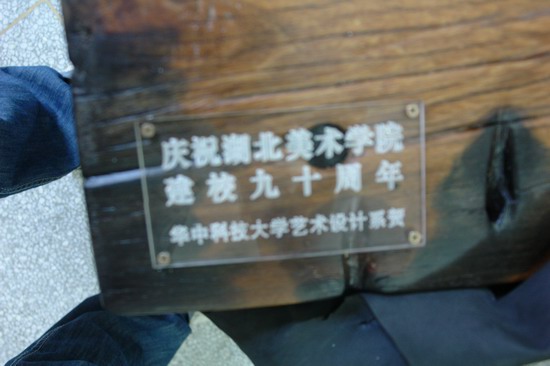 庆祝湖北美术学院
建校九十周年
华中科技大学艺术设计系贺